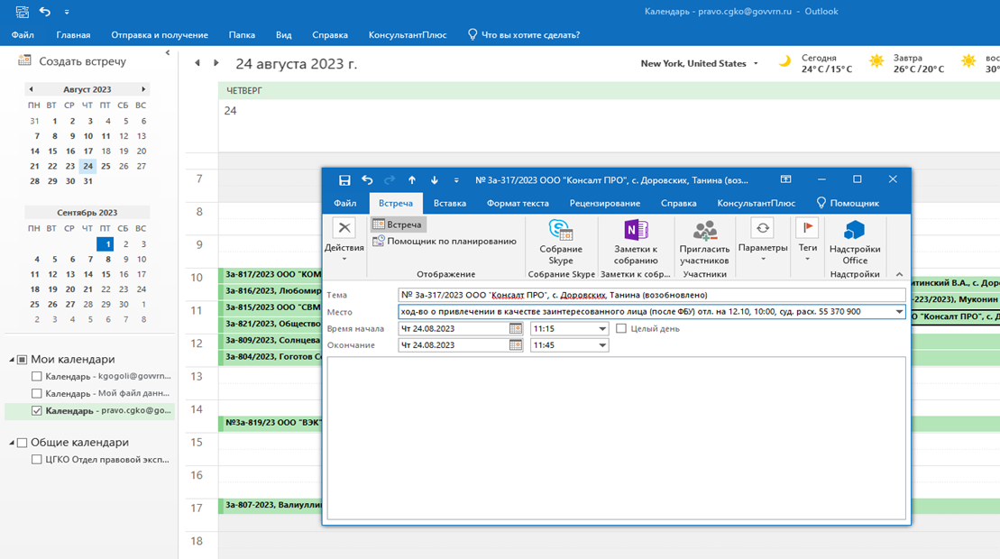 Календарь - pravo.cgko@govvrn.ru - Outlook
Файл Главная Отправка и получение Папка Вид Справка КонсультантПлюс Что вы хотите сделать?
Создать встречу
24 августа 2023 г.
New York, United States
Сегодня
24°C/15°C
Завтра
26°C/20°C
вос
30°
Август 2023
ПН ВТ СР ЧТ ПТ СБ ВС
31 1 2 3 4 5 6
7 8 9 10 11 12 13
14 15 16 17 18 19 20
21 22 23 24 25 26 27
28 29 30 31
Сентябрь 2023
ПН ВТ СР ЧТ ПТ СБ ВС
1 2 3
4 5 6 7 8 9 10
11 12 13 14 15 16 17
18 19 20 21 22 23 24
25 26 27 28 29 30 1
2 3 4 5 6 7 8
Мои календари
Календарь - kgogoli@govvrn...
Календарь - Мой файл данн...
Календарь - pravo.cgko@go...
Общие календари
ЦГКО Отдел правовой эксп...
ЧЕТВЕРГ
24
7
8
9
10
11
12
13
14
15
16
17
18
3а-817/2023 ООО "КОМ
3а-816/2023, Любомир
3а-815/2023 ООО "СВМ
3а-821/2023, Общество
3а-809/2023, Солнцева
3а-804/2023, Гоготов Се
№3а-819/23 ООО "ВЭК"
3а-807-2023, Валиулли
итинский В.А., с. Доро
-223/2023), Муконин
О "Консалт ПРО", с. Д
№ 3а-317/2023 ООО "Консалт ПРО", с. Доровских, Танина (воз...
Файл Встреча Вставка Формат текста Рецензирование Справка КонсультантПлюс Помощник
Действия
Встреча
Помощник по планированию
Отображение
Собрание
Skype
Собрание Skype
Заметки к
собранию
Заметки к собр...
Пригласить
участников
Участники
Параметры
Теги
Надстройки
Office
Надстройки
Тема № 3а-317/2023 ООО "Консалт ПРО", с. Доровских, Танина (возобновлено)
Место ход-во о привлечении в качестве заинтересованного лица (после ФБУ) отл. на 12.10, 10:00, суд. расх. 55 370 900
Время начала Чт 24.08.2023 11:15 Целый день
Окончание Чт 24.08.2023 11:45